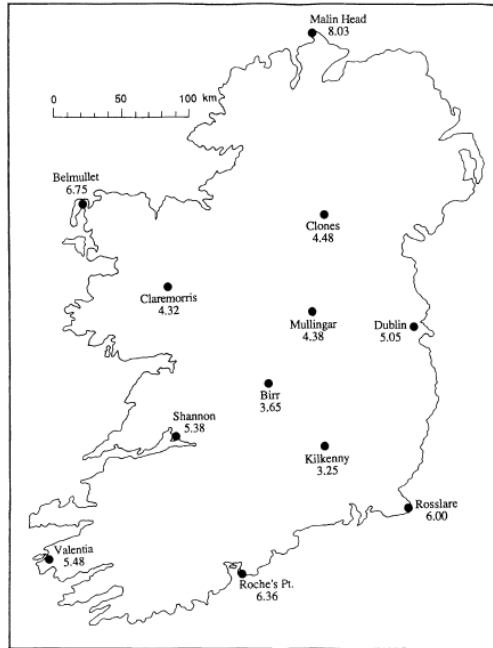 Malin Head
8.03
0 50 100 km
Belmullet
6.75
Clones
4.48
Claremorris
4.32
Mullingar
4.38
Dublin
5.05
Birr
3.65
Shannon
5.38
Kilkenny
3.25
Rosslare
6.00
Valentia
5.48
Roche's Pt.
6.36